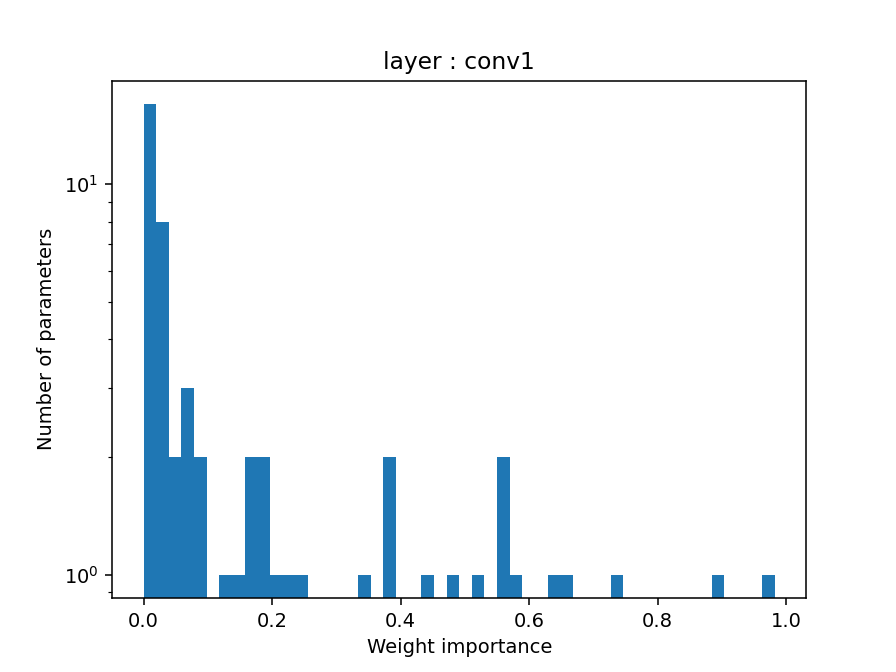 layer : conv1
Number of parameters
10¹
10⁰
0.0 0.2 0.4 0.6 0.8 1.0
Weight importance